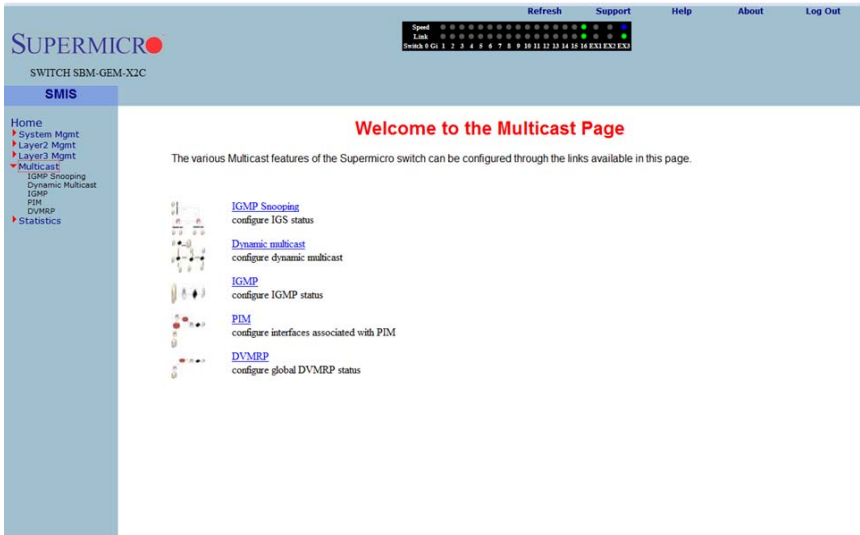 Refresh Support Help About Log Out
Speed
Link
Switch 0 Gi 1 2 3 4 5 6 7 8 9 10 11 12 13 14 15 16 EX1 EX2 EX3
SUPERMICRO
SWITCH SBM-GEM-X2C
SMIS
Home
System Mgmt
Layer2 Mgmt
Layer3 Mgmt
Multicast
IGMP Snooping
Dynamic Multicast
IGMP
PIM
DVMRP
Statistics
Welcome to the Multicast Page
The various Multicast features of the Supermicro switch can be configured through the links available in this page.
IGMP Snooping
configure IGS status
Dynamic multicast
configure dynamic multicast
IGMP
configure IGMP status
PIM
configure interfaces associated with PIM
DVMRP
configure global DVMRP status